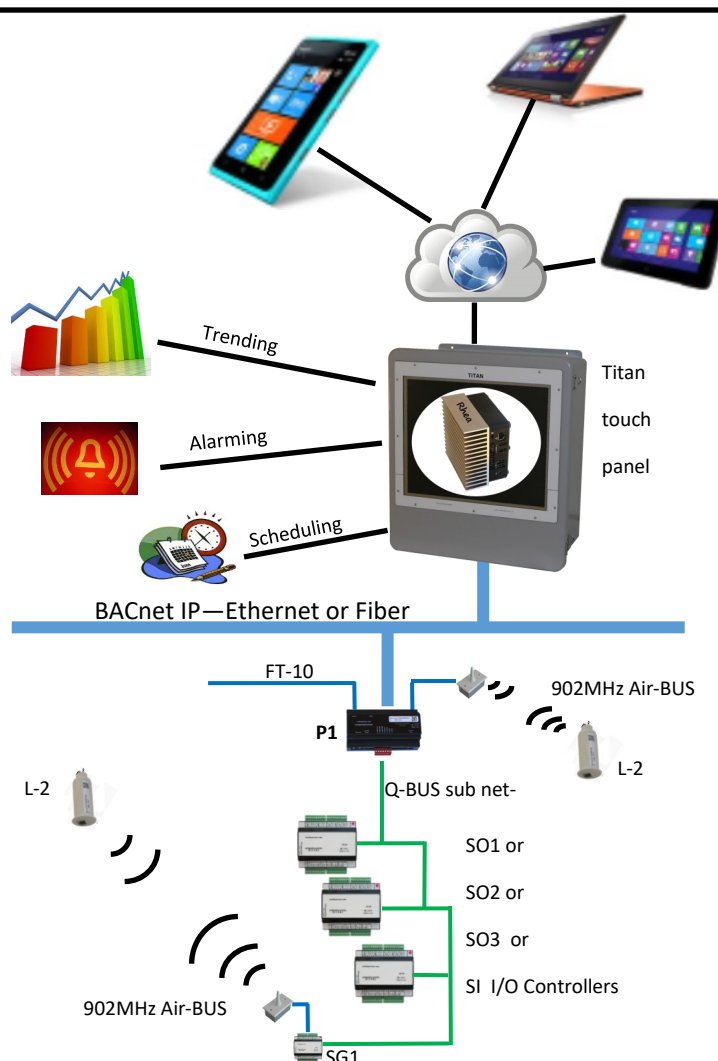 Trending
Alarming
Scheduling
TITAN
Rhea
Titan
touch
panel
BACnet IP—Ethernet or Fiber
FT-10
902MHz Air-BUS
P1
L-2
L-2
Q-BUS sub net-
SO1 or
SO2 or
SO3 or
SI I/O Controllers
902MHz Air-BUS
SG1